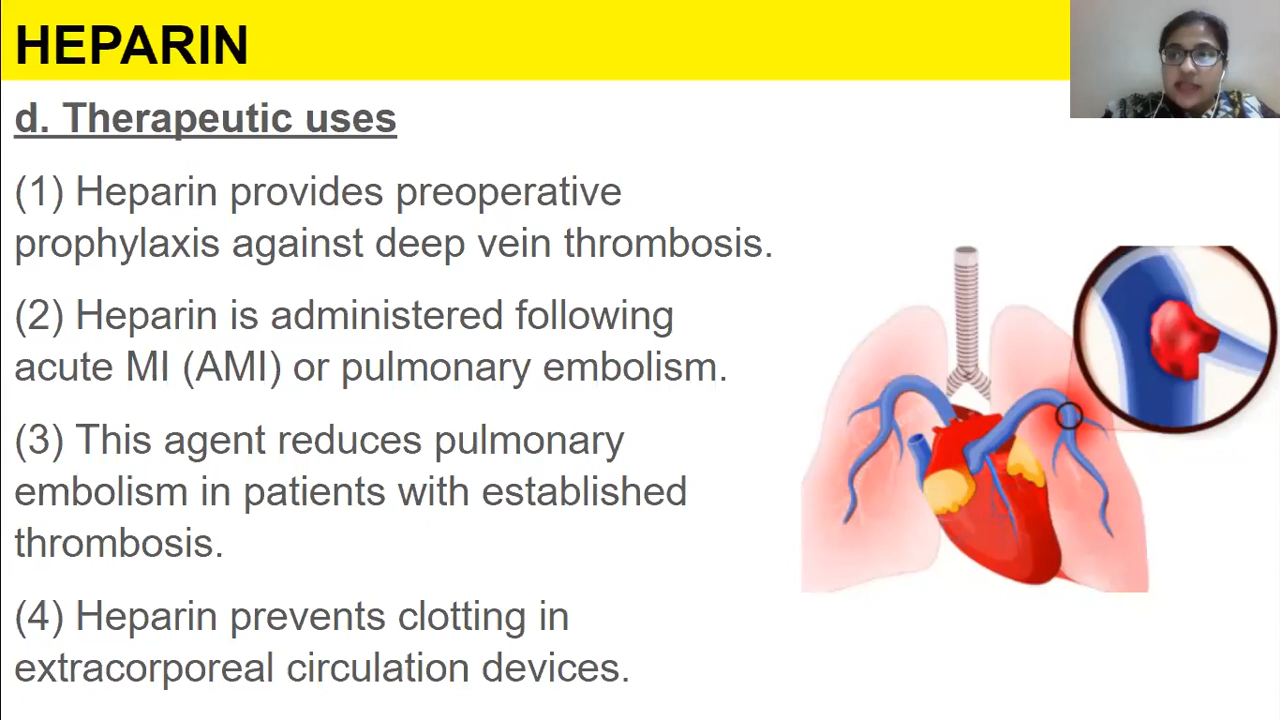 HEPARIN
d. Therapeutic uses
(1) Heparin provides preoperative
prophylaxis against deep vein thrombosis.
(2) Heparin is administered following
acute MI (AMI) or pulmonary embolism.
(3) This agent reduces pulmonary
embolism in patients with established
thrombosis.
(4) Heparin prevents clotting in
extracorporeal circulation devices.